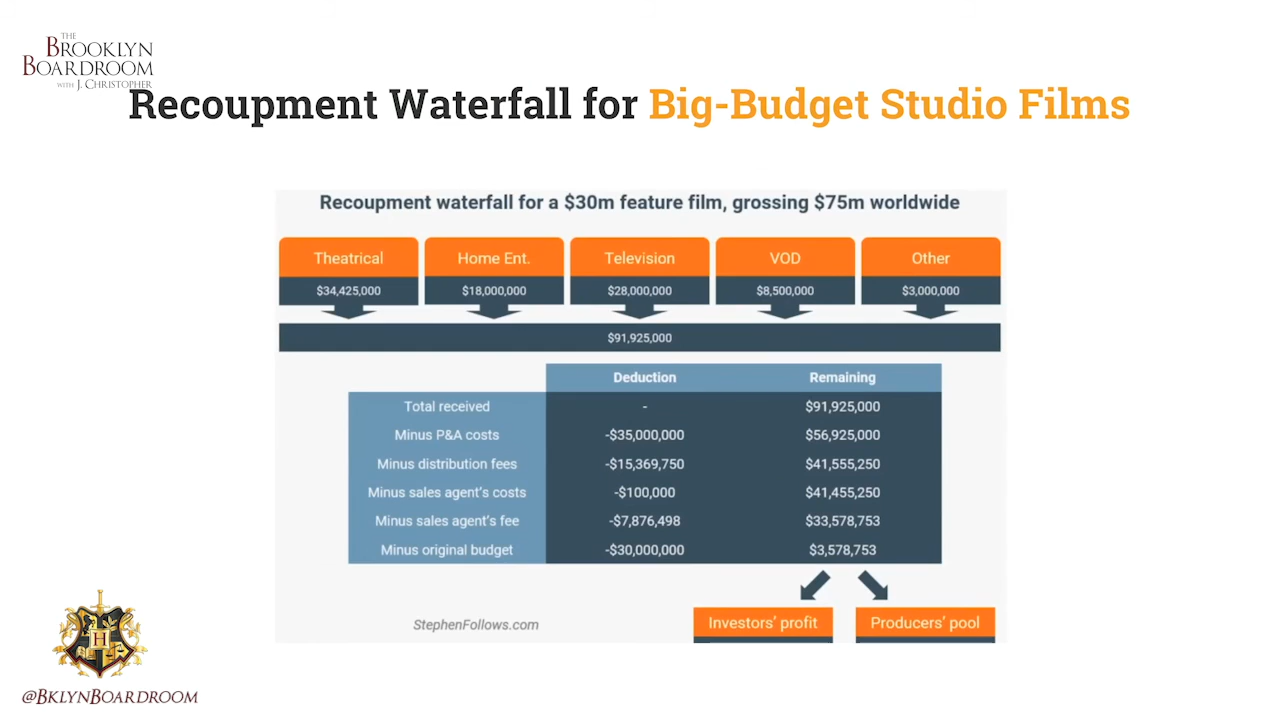 THE
BROOKLYN
BOARDROOM
WITH J. CHRISTOPHER
Recoupment Waterfall for Big-Budget Studio Films
Recoupment waterfall for a $30m feature film, grossing $75m worldwide
Theatrical Home Ent. Television VOD Other
$34,425,000 $18,000,000 $28,000,000 $8,500,000 $3,000,000
$91,925,000
Deduction Remaining
Total received - $91,925,000
Minus P&A costs -$35,000,000 $56,925,000
Minus distribution fees -$15,369,750 $41,555,250
Minus sales agent's costs -$100,000 $41,455,250
Minus sales agent's fee -$7,876,498 $33,578,753
Minus original budget -$30,000,000 $3,578,753
StephenFollows.com
Investors' profit Producers' pool
H
@BKLYNBOARDROOM